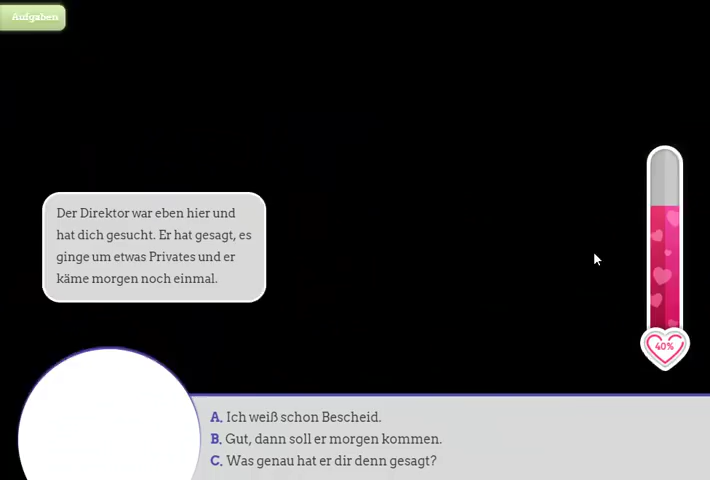 Aufgaben
Der Direktor war eben hier und
hat dich gesucht. Er hat gesagt, es
ginge um etwas Privates und er
käme morgen noch einmal.
40%
A. Ich weiß schon Bescheid.
B. Gut, dann soll er morgen kommen.
C. Was genau hat er dir denn gesagt?